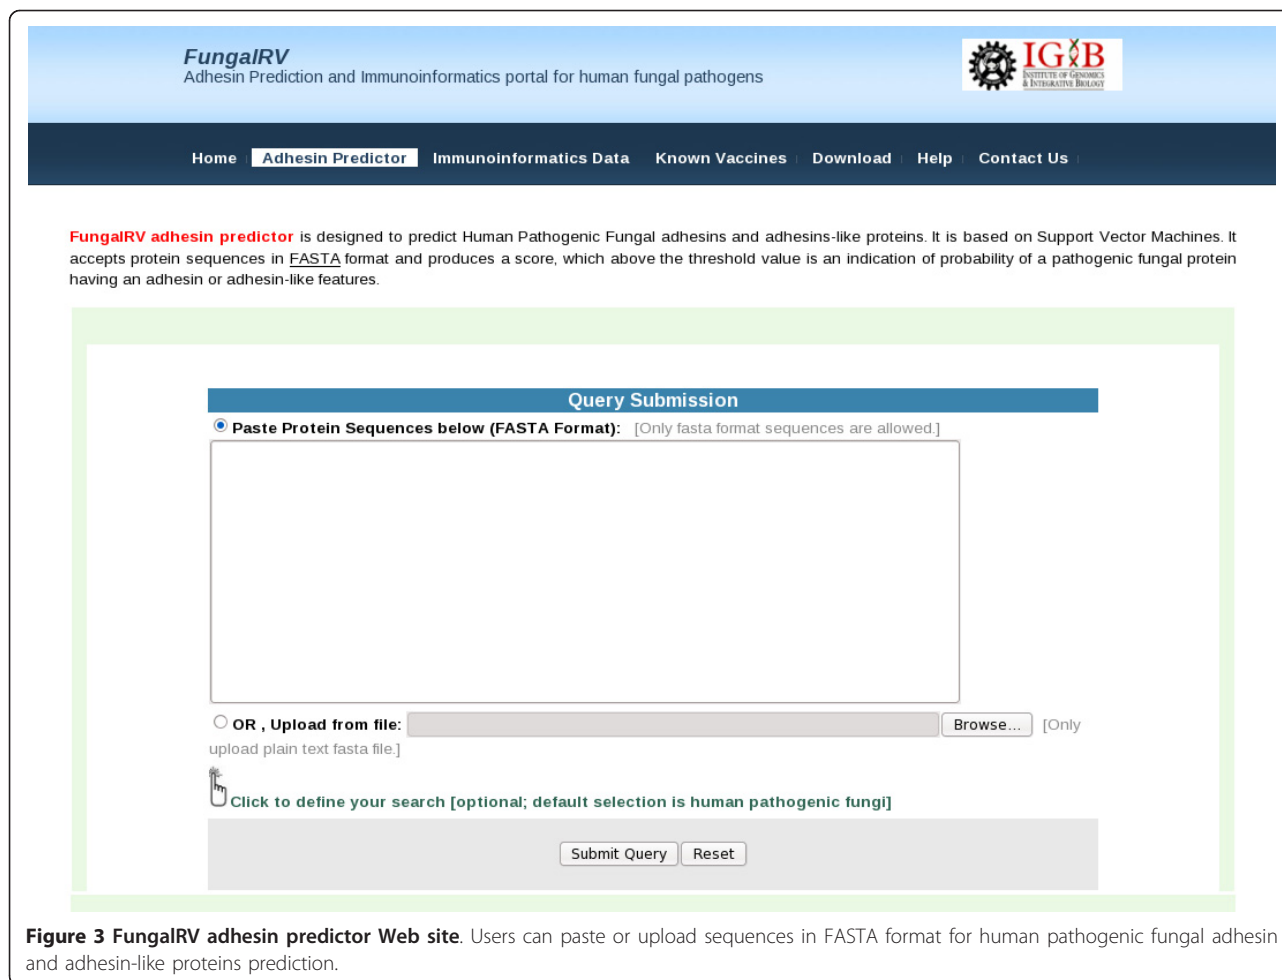 FungalRV
Adhesin Prediction and Immunoinformatics portal for human fungal pathogens
IGIB
INSTITUTE OF GENOMICS
& INTEGRATIVE BIOLOGY
Home Adhesin Predictor Immunoinformatics Data Known Vaccines Download Help Contact Us
FungalRV adhesin predictor is designed to predict Human Pathogenic Fungal adhesins and adhesins-like proteins. It is based on Support Vector Machines. It
accepts protein sequences in FASTA format and produces a score, which above the threshold value is an indication of probability of a pathogenic fungal protein
having an adhesin or adhesin-like features.
Query Submission
Paste Protein Sequences below (FASTA Format): [Only fasta format sequences are allowed.]
OR , Upload from file: Browse... [Only
upload plain text fasta file.]
Click to define your search [optional; default selection is human pathogenic fungi]
Submit Query Reset
Figure 3 FungalRV adhesin predictor Web site. Users can paste or upload sequences in FASTA format for human pathogenic fungal adhesin
and adhesin-like proteins prediction.